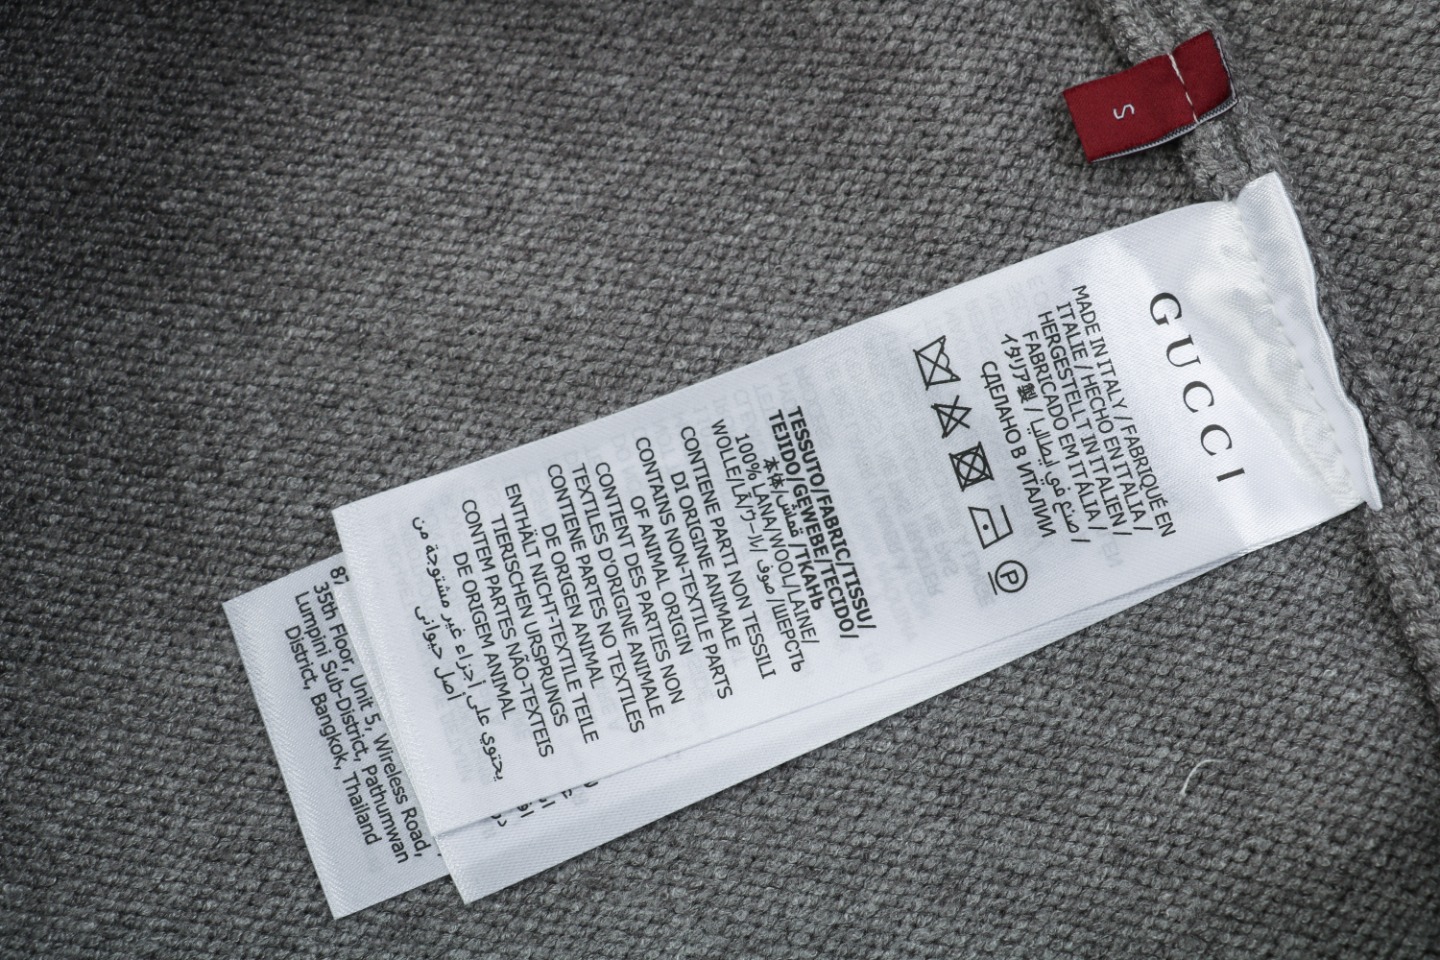 S
GUCCI
MADE IN ITALY / FABRIQUÉ EN
ITALIE / HECHO EN ITALIA /
HERGESTELLT IN ITALIEN /
FABRICADO EM ITÁLIA /
イタリア製 / صنع في ايطاليا /
СДЕЛАНО В ИТАЛИИ
P
TESSUTO/FABRIC/TISSU/
TEJIDO/GEWEBE/TECIDO/
本体/قماش/ТКАНЬ
100% LANA/WOOL/LAINE/
WOLLE/LÃ/ウール/صوف/ШЕРСТЬ
CONTIENE PARTI NON TESSILI
DI ORIGINE ANIMALE
CONTAINS NON-TEXTILE PARTS
OF ANIMAL ORIGIN
CONTIENT DES PARTIES NON
TEXTILES D'ORIGINE ANIMALE
CONTIENE PARTES NO TEXTILES
DE ORIGEN ANIMAL
ENTHÄLT NICHT-TEXTILE TEILE
TIERISCHEN URSPRUNGS
CONTEM PARTES NÃO-TEXTEIS
DE ORIGEM ANIMAL
يحتوي على أجزاء غير منسوجة من
أصل حيواني
87
35th Floor, Unit 5, Wireless Road,
Lumpini Sub-District, Pathumwan
District, Bangkok, Thailand